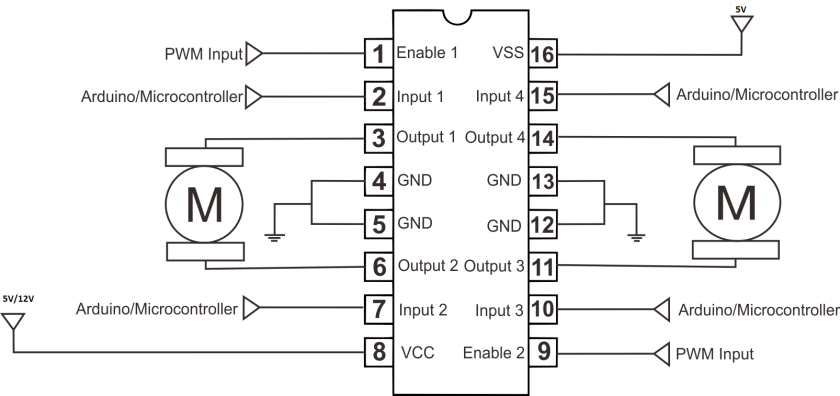 5V
PWM Input
1
Enable 1
VSS
16
Arduino/Microcontroller
2
Input 1
Input 4
15
Arduino/Microcontroller
3
Output 1
Output 4
14
M
4
GND
GND
13
M
5
GND
GND
12
6
Output 2
Output 3
11
5V/12V
Arduino/Microcontroller
7
Input 2
Input 3
10
Arduino/Microcontroller
8
VCC
Enable 2
9
PWM Input